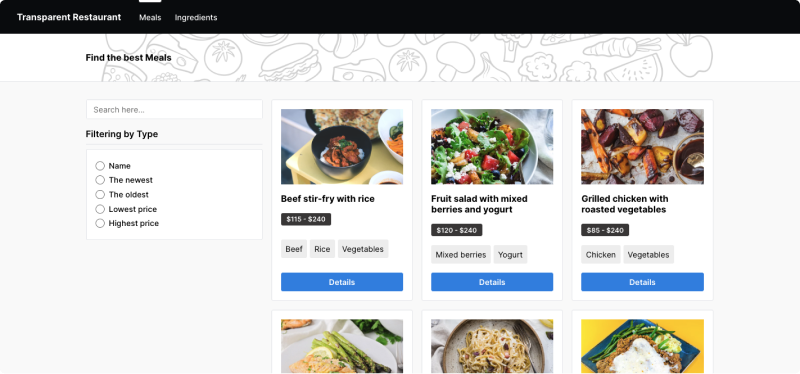 Transparent Restaurant
Meals
Ingredients
Find the best Meals
Search here...
Filtering by Type
Name
The newest
The oldest
Lowest price
Highest price
Beef stir-fry with rice
$115 - $240
Beef Rice Vegetables
Details
Fruit salad with mixed
berries and yogurt
$120 - $240
Mixed berries Yogurt
Details
Grilled chicken with
roasted vegetables
$85 - $240
Chicken Vegetables
Details